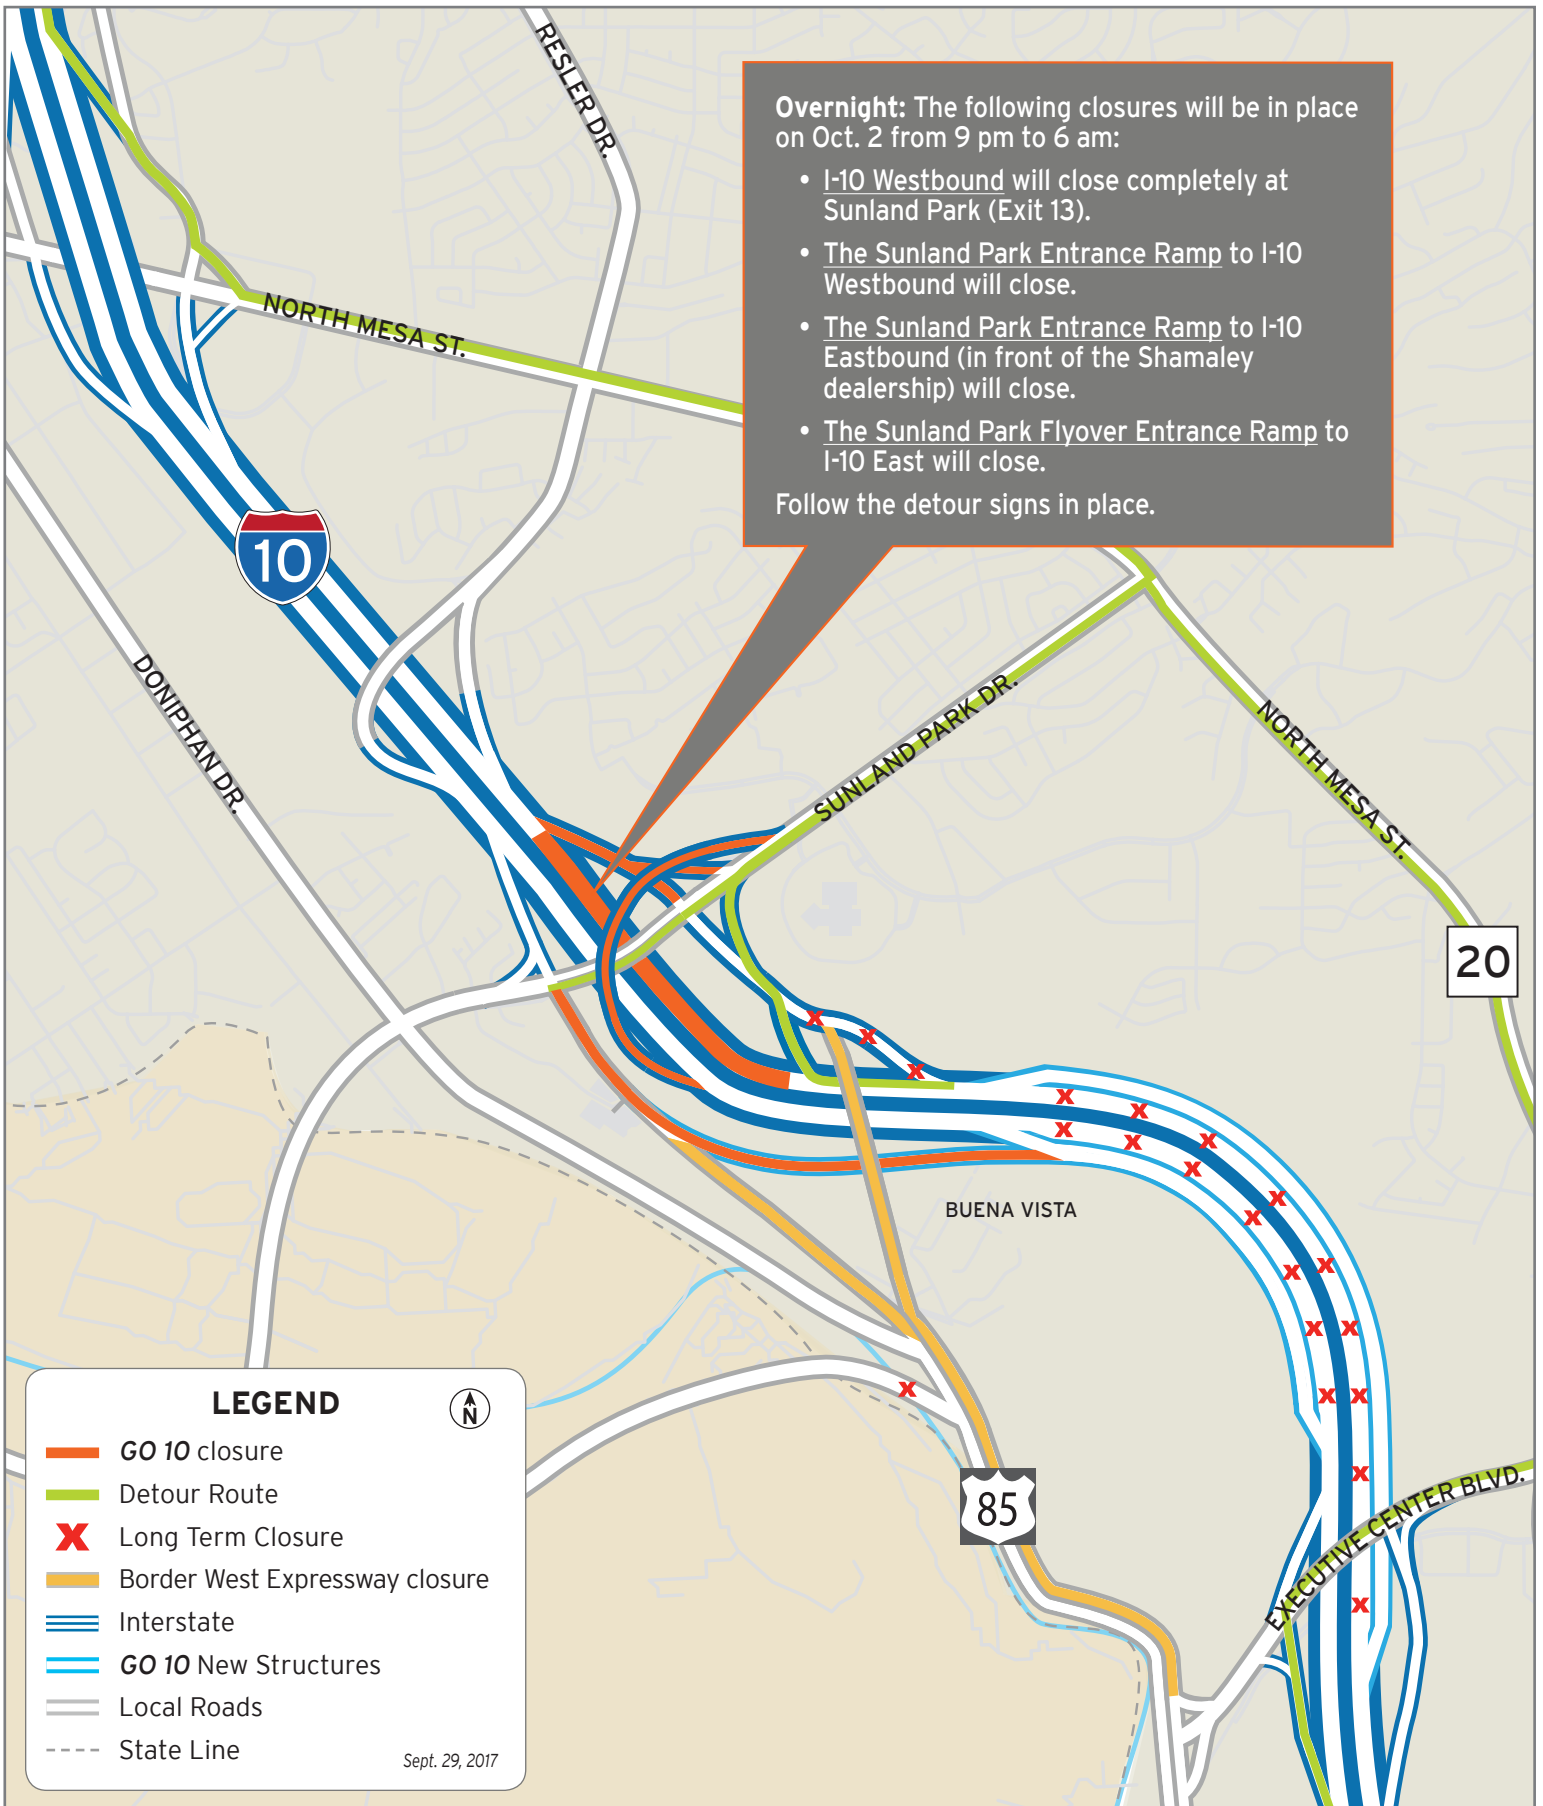 RESLER DR.
Overnight: The following closures will be in place
on Oct. 2 from 9 pm to 6 am:
• I-10 Westbound will close completely at
Sunland Park (Exit 13).
• The Sunland Park Entrance Ramp to I-10
Westbound will close.
• The Sunland Park Entrance Ramp to I-10
Eastbound (in front of the Shamaley
dealership) will close.
• The Sunland Park Flyover Entrance Ramp to
I-10 East will close.
Follow the detour signs in place.
NORTH MESA ST.
10
DONIPHAN DR.
SUNLAND PARK DR.
NORTH MESA ST.
20
BUENA VISTA
85
EXECUTIVE CENTER BLVD.
LEGEND
N
GO 10 closure
Detour Route
X Long Term Closure
Border West Expressway closure
Interstate
GO 10 New Structures
Local Roads
State Line
Sept. 29, 2017